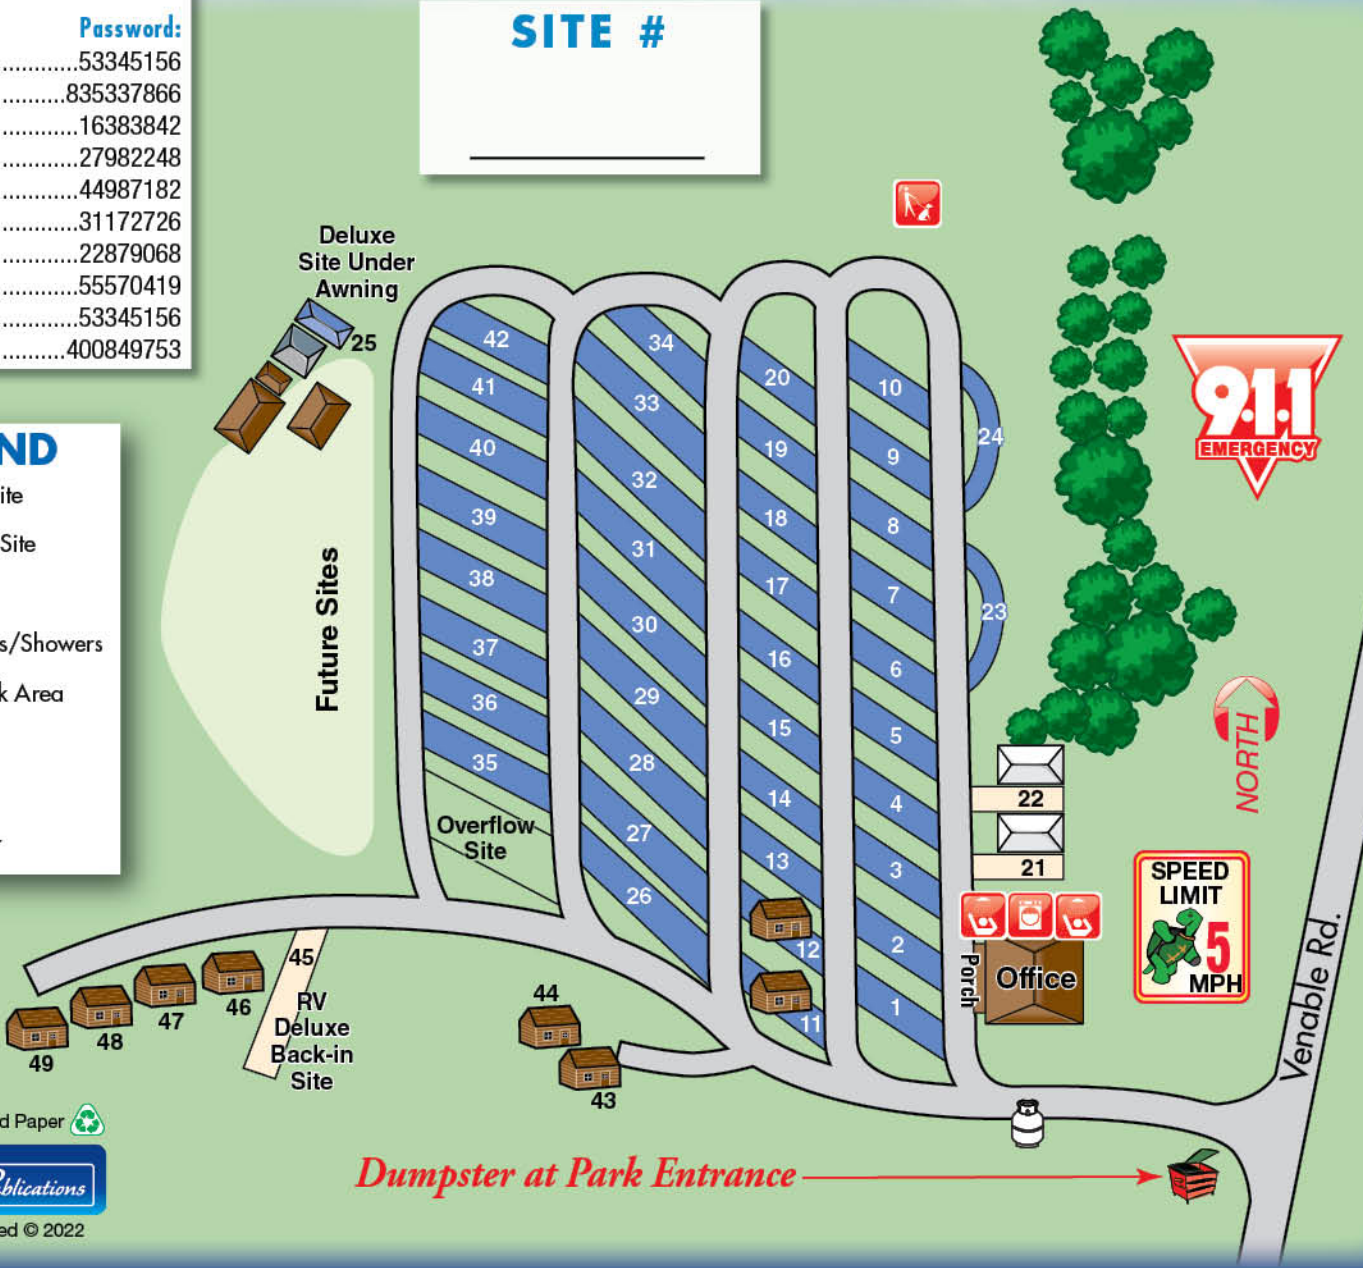 Password:
............53345156
..........835337866
............16383842
............27982248
............44987182
............31172726
............22879068
............55570419
............53345156
..........400849753
SITE #
ND
ite
Site
s/Showers
k Area
Deluxe
Site Under
Awning
25
Future Sites
42
41
40
39
38
37
36
35
Overflow
Site
34
33
32
31
30
29
28
27
26
20
19
18
17
16
15
14
13
12
11
10
9
8
7
6
5
4
3
2
1
24
23
22
21
Porch
Office
9-1-1
EMERGENCY
NORTH
SPEED
LIMIT
5
MPH
Venable Rd.
49
48
47
46
45
RV
Deluxe
Back-in
Site
44
43
Dumpster at Park Entrance
d Paper
blications
ed © 2022